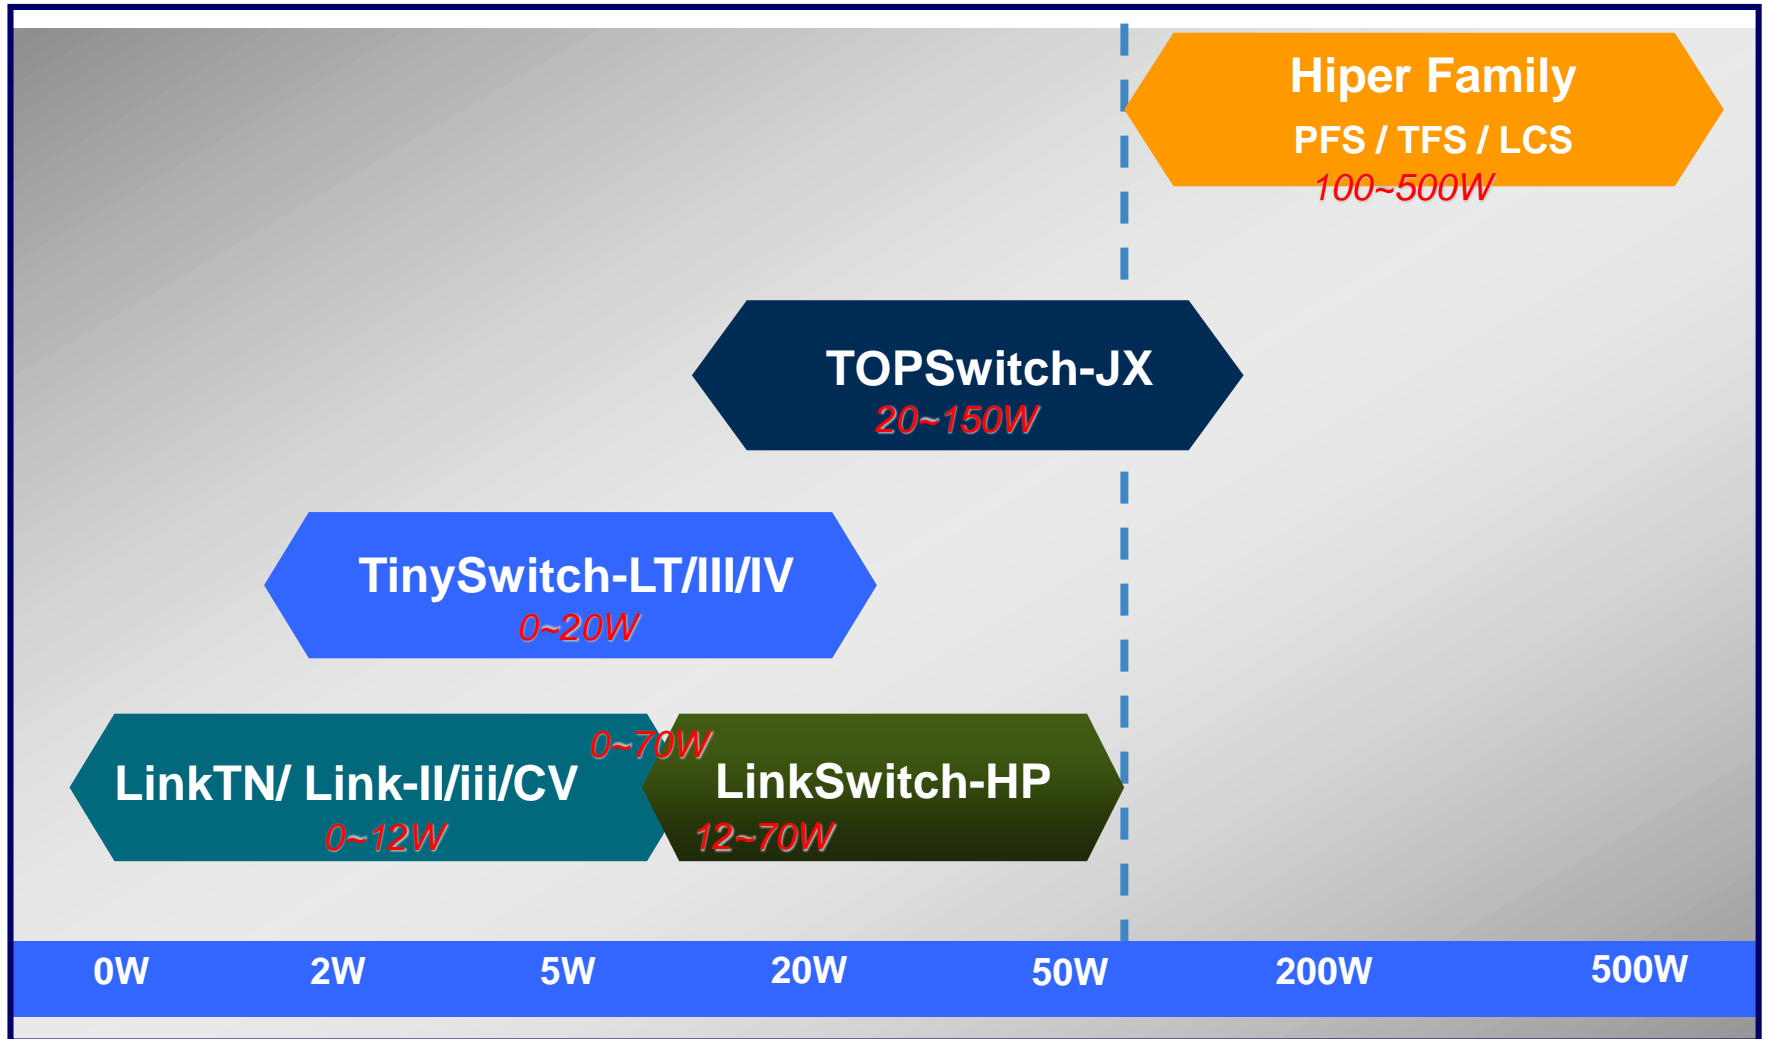 Hiper Family
PFS / TFS / LCS
100~500W
TOPSwitch-JX
20~150W
TinySwitch-LT/III/IV
0~20W
0~70W
LinkTN/ Link-II/iii/CV
LinkSwitch-HP
0~12W
12~70W
0W 2W 5W 20W 50W 200W 500W